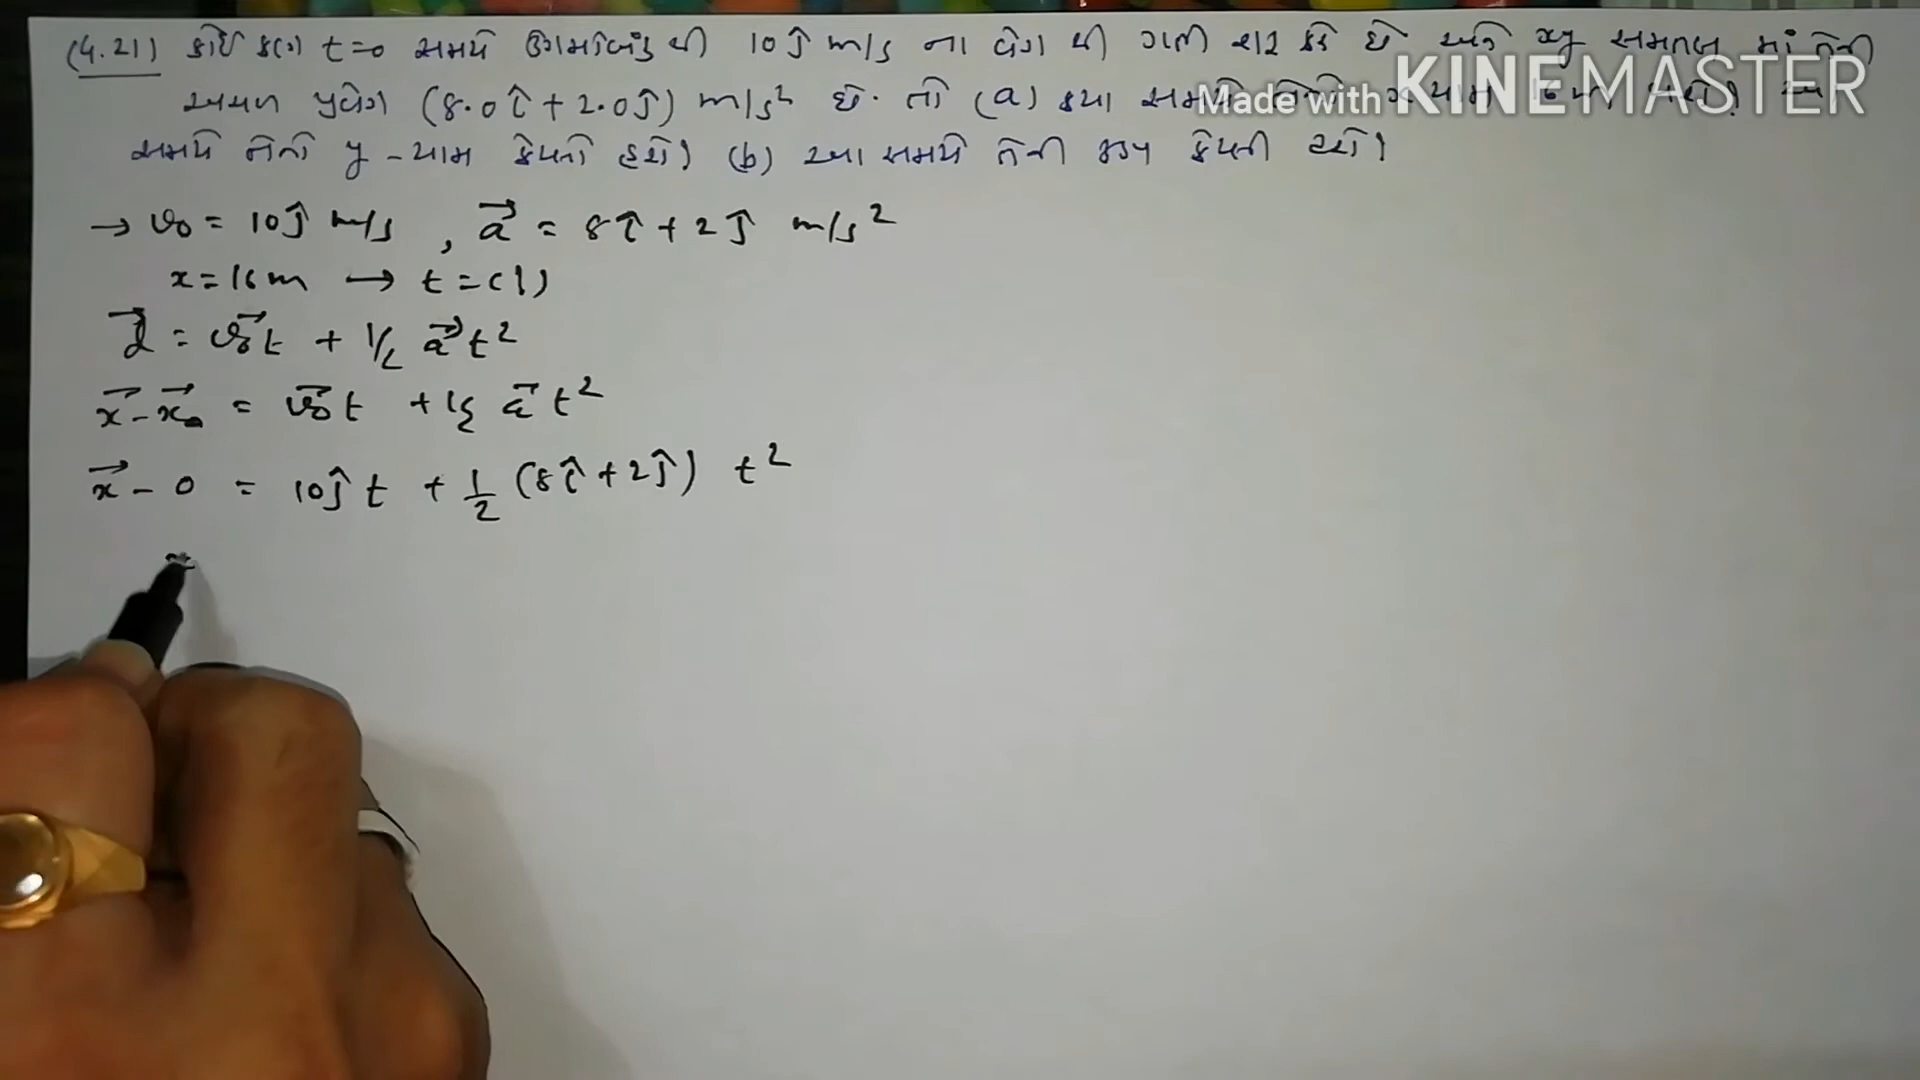 (4.21) કોઈ કણ t=0 સમયે ઊગમબિંદુ થી 10ĵ m/s ના વેગ થી ગતિ શરૂ કરે છે અને xy સમતલ માં તેની
અચળ પ્રવેગ (8.0î + 2.0ĵ) m/s² છે. તો (a) કયા સમયે
Made with KINEMASTER
સમયે તેનો y-યામ કેટલો હશે? (b) આ સમયે તેની ઝડપ કેટલી હશે?
→ v₀ = 10ĵ m/s , a⃗ = 8î + 2ĵ m/s²
x = 16m → t = (?)
d⃗ = v⃗₀t + 1/2 a⃗ t²
x⃗ - x⃗₀ = v⃗₀t + 1/2 a⃗ t²
x⃗ - 0 = 10ĵ t + 1/2 (8î + 2ĵ) t²